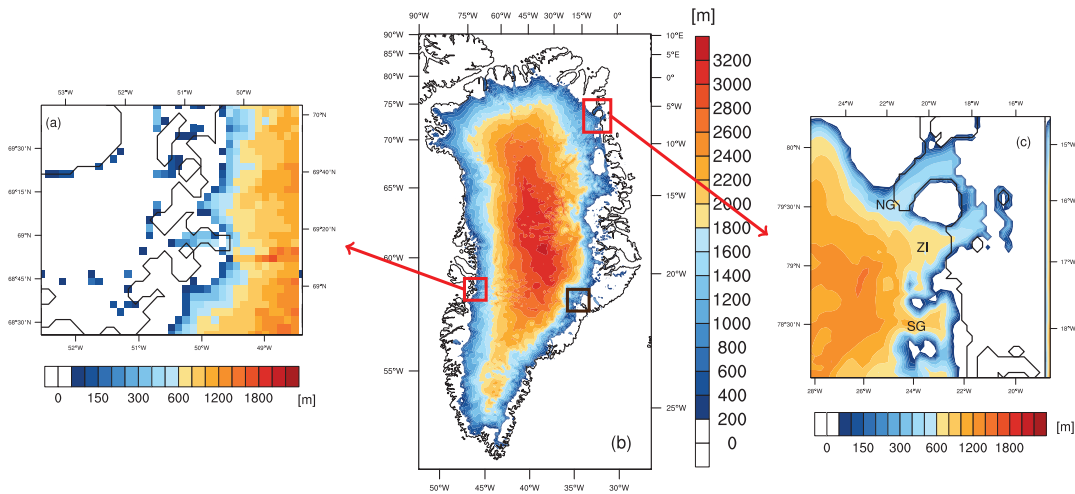 53°W 52°W 51°W 50°W
(a)
70°N
69°30'N
69°40'N
69°15'N
69°20'N
69°N
69°N
68°45'N
68°30'N
52°W 51°W 50°W 49°W
0 150 300 600 1200 1800 [m]
90°W 75°W 60°W 45°W 30°W 15°W 0°
90°W
85°W
80°W
75°W
70°W
65°W
60°W
55°W
10°E
5°E
0°
5°W
10°W
15°W
20°W
25°W
50°W 45°W 40°W 35°W 30°W
(b)
[m]
3200
3000
2800
2600
2400
2200
2000
1800
1600
1400
1200
1000
800
600
400
200
0
24°W 22°W 20°W 18°W 16°W
(c)
80°N
79°30'N
79°N
78°30'N
15°W
16°W
17°W
18°W
NG
ZI
SG
28°W 26°W 24°W 22°W 20°W
0 150 300 600 1200 1800 [m]